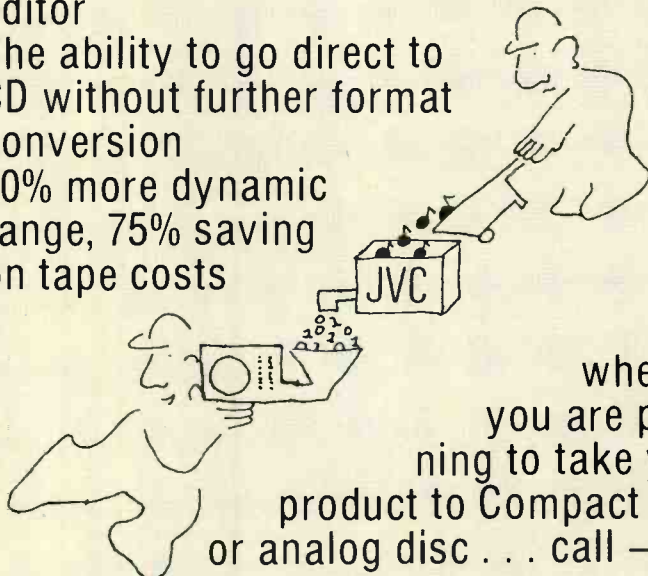 ditor
he ability to go direct to
D without further format
onversion
0% more dynamic
ange, 75% saving
n tape costs
JVC
whe
you are p
ning to take
product to Compact
or analog disc . . . call –